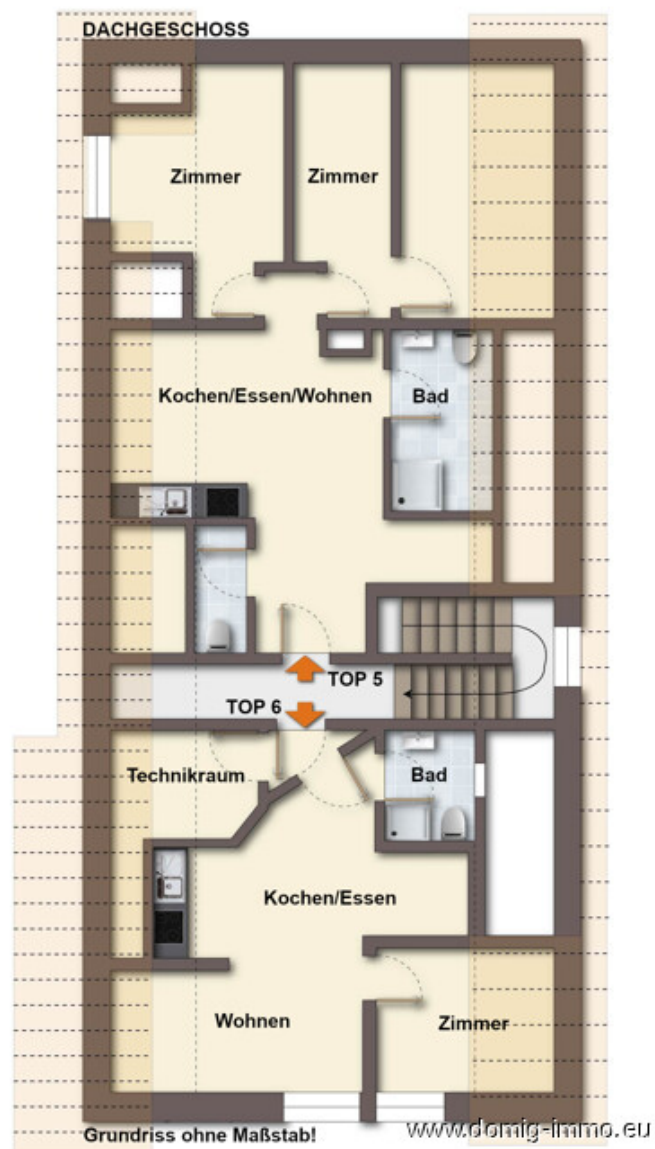 DACHGESCHOSS
Zimmer
Zimmer
Kochen/Essen/Wohnen
Bad
TOP 5
TOP 6
Technikraum
Bad
Kochen/Essen
Wohnen
Zimmer
Grundriss ohne Maßstab!
www.domig-immo.eu